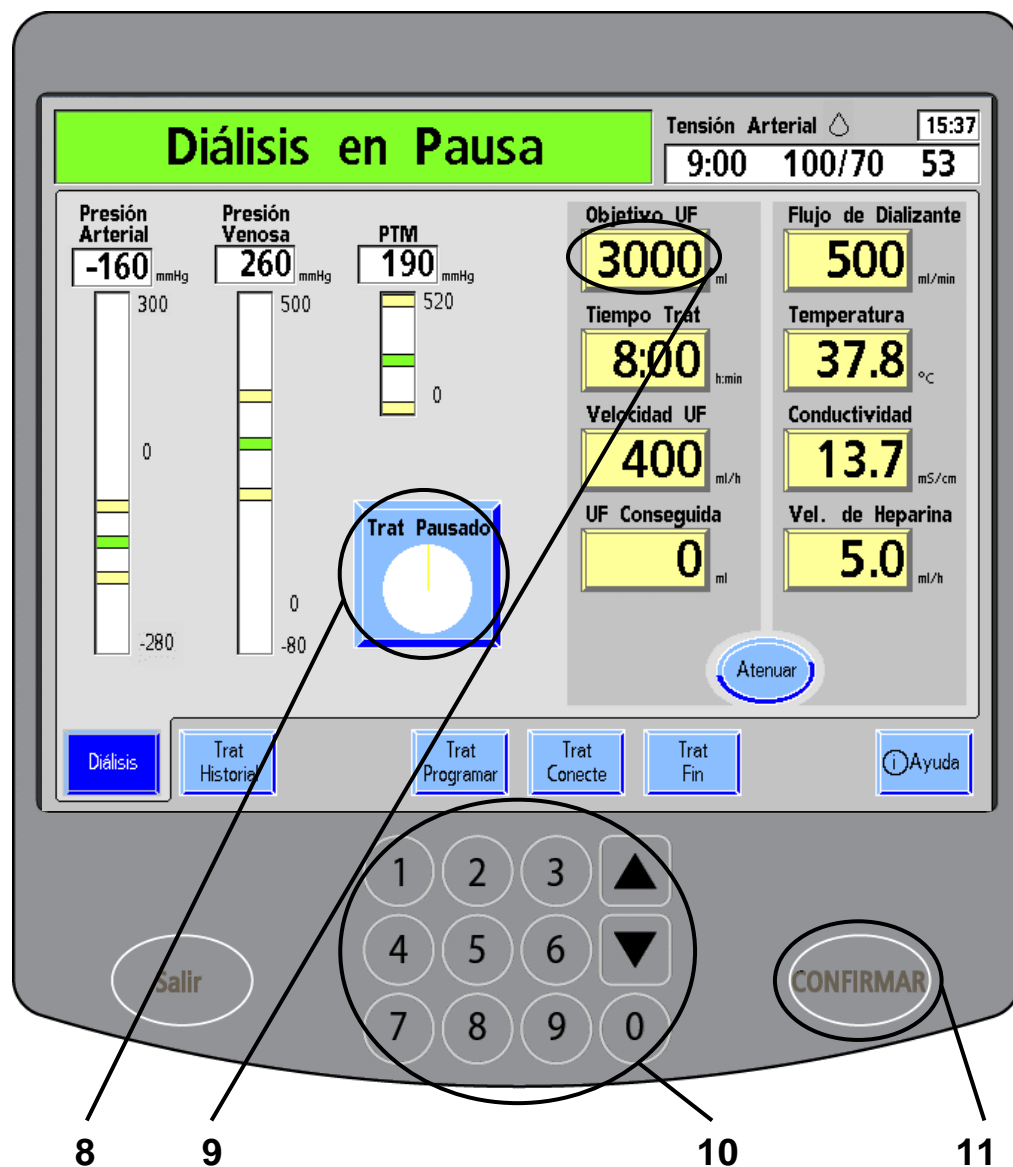 Diálisis en Pausa
Tensión Arterial 15:37
9:00 100/70 53
Presión Arterial
-160 mmHg
300
0
-280
Presión Venosa
260 mmHg
500
0
-80
PTM
190 mmHg
520
0
Trat Pausado
Objetivo UF
3000 ml
Tiempo Trat
8:00 h:min
Velocidad UF
400 ml/h
UF Conseguida
0 ml
Flujo de Dializante
500 ml/min
Temperatura
37.8 °C
Conductividad
13.7 mS/cm
Vel. de Heparina
5.0 ml/h
Atenuar
Diálisis
Trat Historial
Trat Programar
Trat Conecte
Trat Fin
i Ayuda
1 2 3 ▲
4 5 6 ▼
7 8 9 0
Salir
CONFIRMAR
8 9 10 11